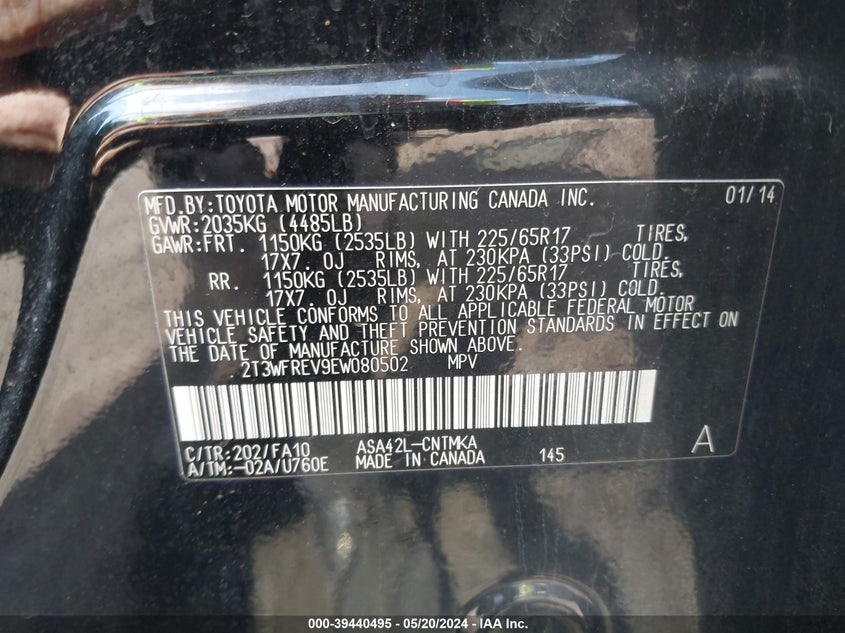 MFD.BY:TOYOTA MOTOR MANUFACTURING CANADA INC. 01/14
GVWR:2035KG (4485LB)
GAWR:FRT. 1150KG (2535LB) WITH 225/65R17 TIRES,
17X7.0J RIMS, AT 230KPA (33PSI) COLD.
RR. 1150KG (2535LB) WITH 225/65R17 TIRES,
17X7.0J RIMS, AT 230KPA (33PSI) COLD.
THIS VEHICLE CONFORMS TO ALL APPLICABLE FEDERAL MOTOR
VEHICLE SAFETY AND THEFT PREVENTION STANDARDS IN EFFECT ON
THE DATE OF MANUFACTURE SHOWN ABOVE.
2T3WFREV9EW080502 MPV
C/TR:202/FA10 ASA42L-CNTMKA
A/TM:-02A/U760E MADE IN CANADA 145 A
000-39440495 - 05/20/2024 - IAA Inc.